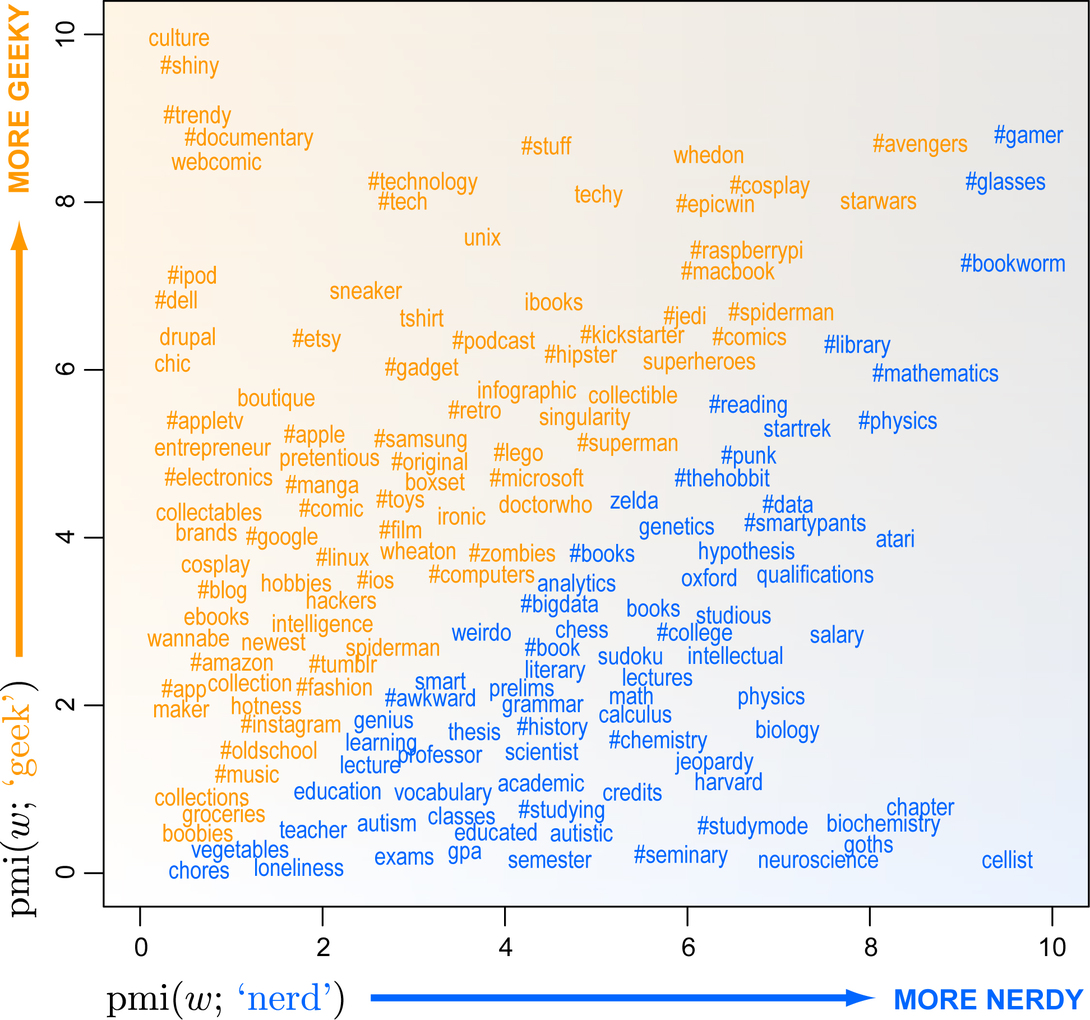 MORE GEEKY
pmi(w; ‘geek’)
10
8
6
4
2
0
culture
#shiny
#trendy
#documentary
#stuff
#avengers
#gamer
webcomic
whedon
#technology
#cosplay
#glasses
#tech
techy
#epicwin
starwars
unix
#raspberrypi
#bookworm
#ipod
#macbook
#dell
sneaker
ibooks
tshirt
#jedi
#spiderman
drupal
#etsy
#podcast
#kickstarter
#comics
#library
chic
#gadget
#hipster
superheroes
#mathematics
boutique
infographic
collectible
#retro
singularity
#reading
#appletv
#apple
#samsung
startrek
#physics
entrepreneur
pretentious
#original
#lego
#superman
#punk
#electronics
#manga
boxset
#microsoft
#thehobbit
collectables
#comic
#toys
ironic
doctorwho
zelda
#data
brands
#google
#film
genetics
#smartypants
atari
cosplay
#linux
wheaton
#zombies
#books
hypothesis
#blog
hobbies
#ios
#computers
analytics
oxford
qualifications
ebooks
hackers
#bigdata
books
studious
wannabe
newest
intelligence
weirdo
chess
#college
salary
#amazon
#tumblr
spiderman
#book
sudoku
intellectual
#app
collection
#fashion
smart
literary
lectures
maker
hotness
#awkward
prelims
math
physics
#instagram
genius
grammar
calculus
#oldschool
learning
thesis
#history
#chemistry
biology
#music
lecture
professor
scientist
jeopardy
collections
education
vocabulary
academic
credits
harvard
groceries
autism
classes
#studying
chapter
boobies
teacher
educated
autistic
#studymode
biochemistry
vegetables
exams
gpa
#seminary
goths
chores
loneliness
semester
neuroscience
cellist
0 2 4 6 8 10
pmi(w; ‘nerd’)
MORE NERDY